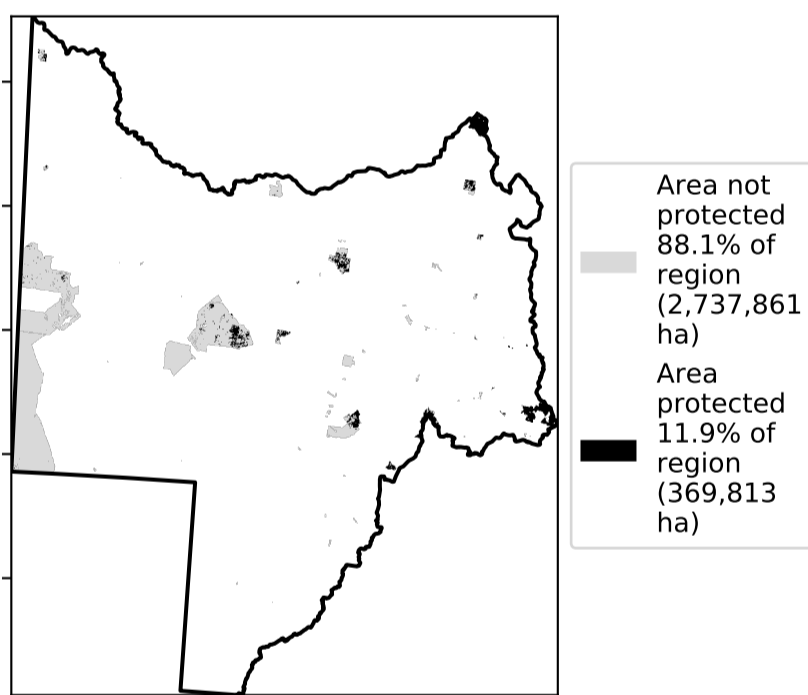 Area not
protected
88.1% of
region
(2,737,861
ha)
Area
protected
11.9% of
region
(369,813
ha)